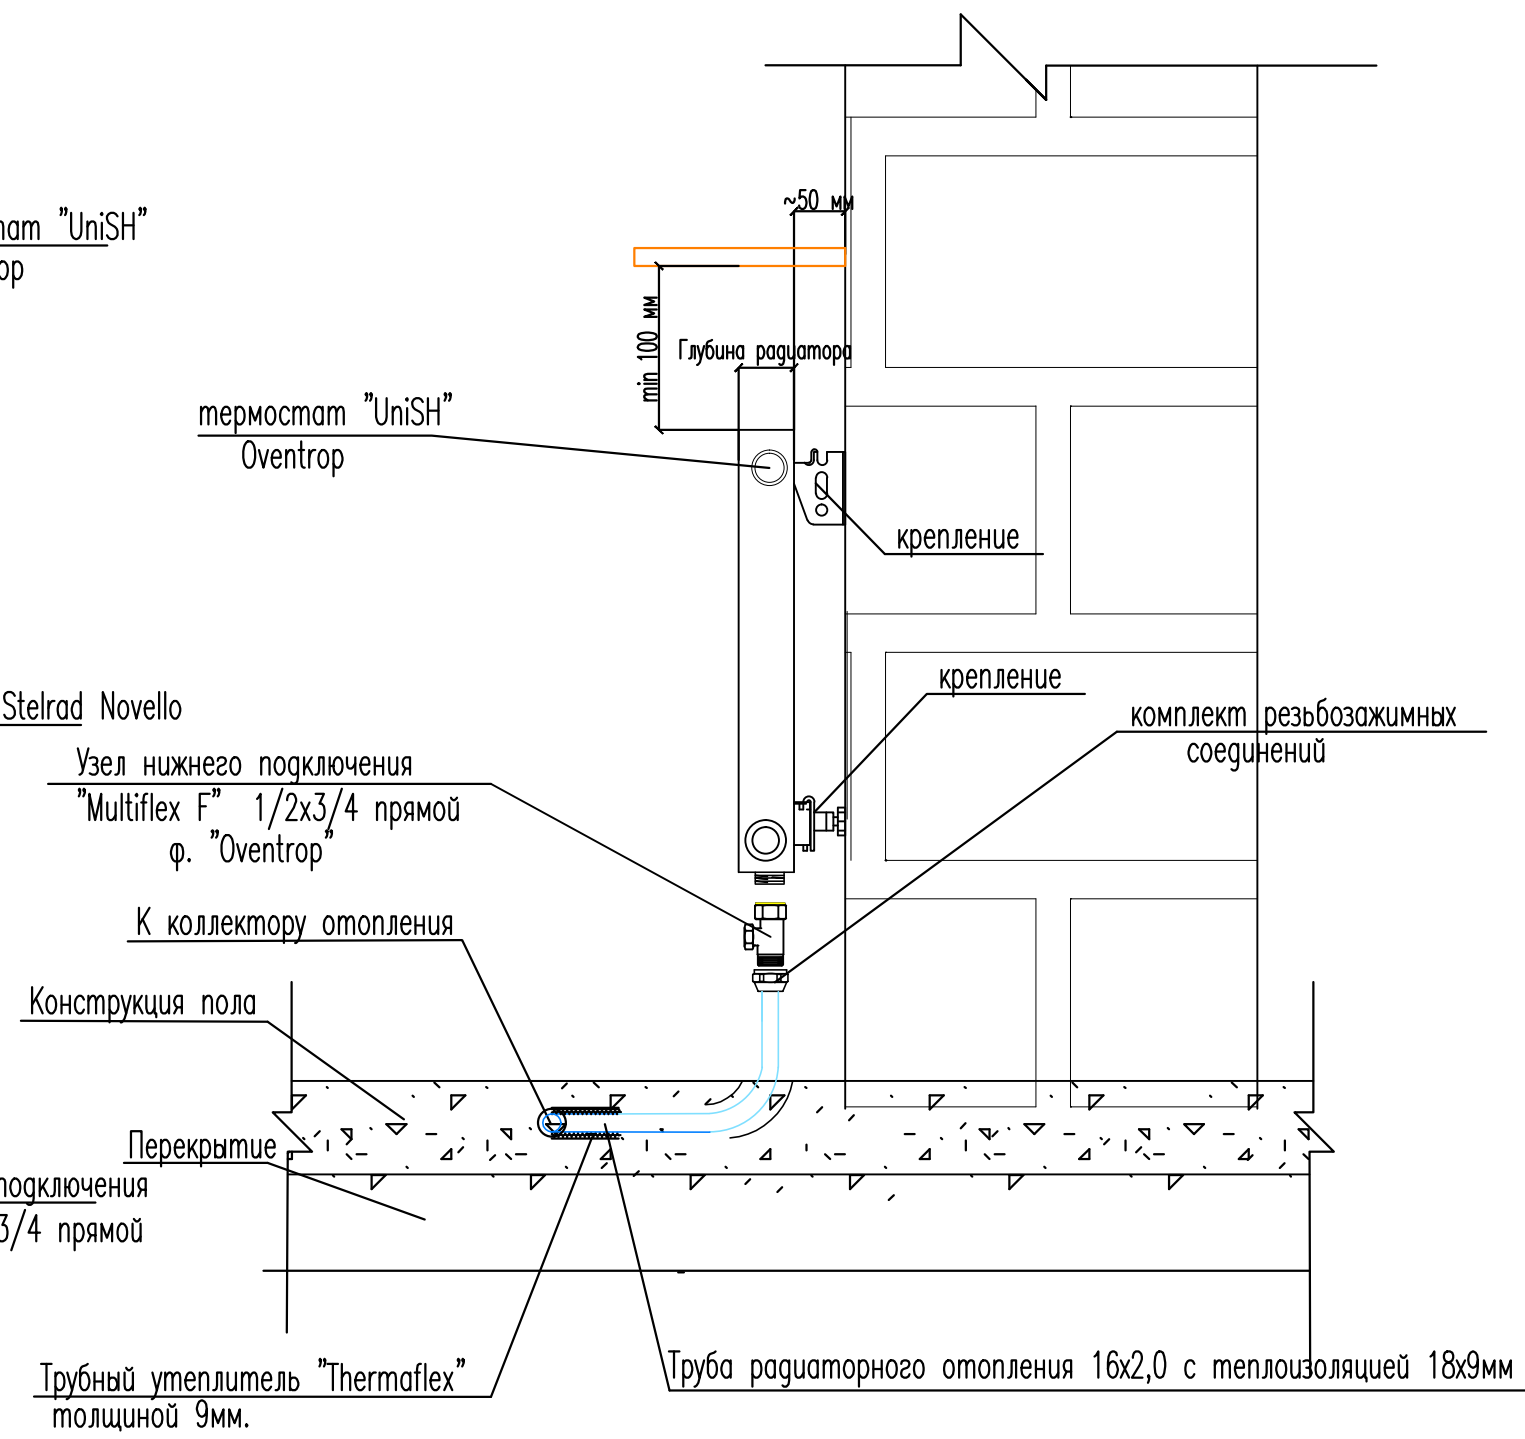 ~50 мм
"UniSH"
min 100 мм
Глубина радиатора
термостат "UniSH"
Oventrop
крепление
крепление
Stelrad Novello
комплект резьбозажимных
соединений
Узел нижнего подключения
"Multiflex F" 1/2x3/4 прямой
ф. "Oventrop"
К коллектору отопления
Конструкция пола
Перекрытие
подключения
3/4 прямой
Труба радиаторного отопления 16x2,0 с теплоизоляцией 18x9мм
Трубный утеплитель "Thermaflex"
толщиной 9мм.